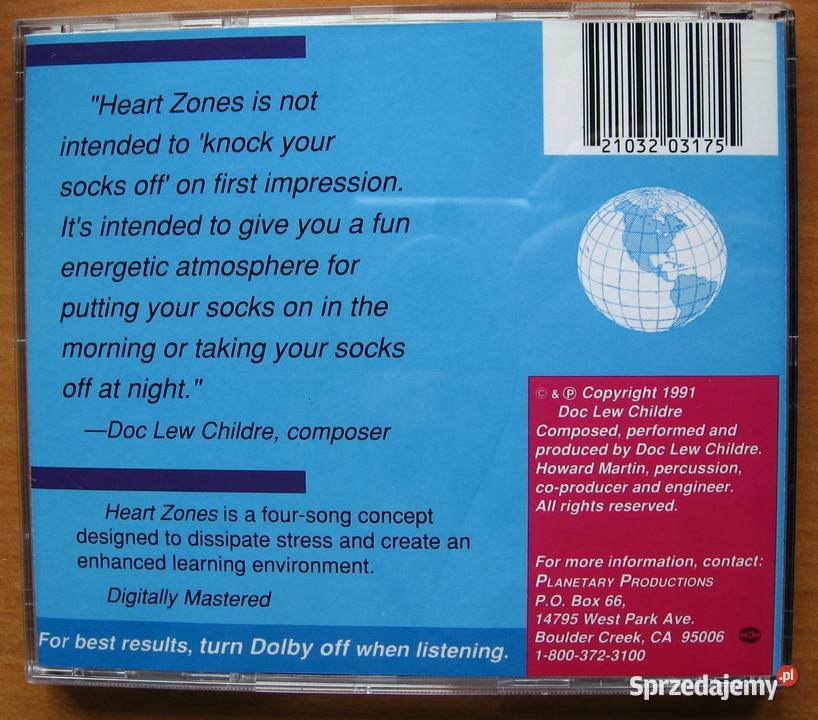 "Heart Zones is not
intended to 'knock your
socks off' on first impression.
It's intended to give you a fun
energetic atmosphere for
putting your socks on in the
morning or taking your socks
off at night."
—Doc Lew Childre, composer
Heart Zones is a four-song concept
designed to dissipate stress and create an
enhanced learning environment.
Digitally Mastered
For best results, turn Dolby off when listening.
21032 03175
© & ℗ Copyright 1991
Doc Lew Childre
Composed, performed and
produced by Doc Lew Childre.
Howard Martin, percussion,
co-producer and engineer.
All rights reserved.
For more information, contact:
PLANETARY PRODUCTIONS
P.O. Box 66,
14795 West Park Ave.
Boulder Creek, CA 95006
1-800-372-3100
Sprzedajemy.pl